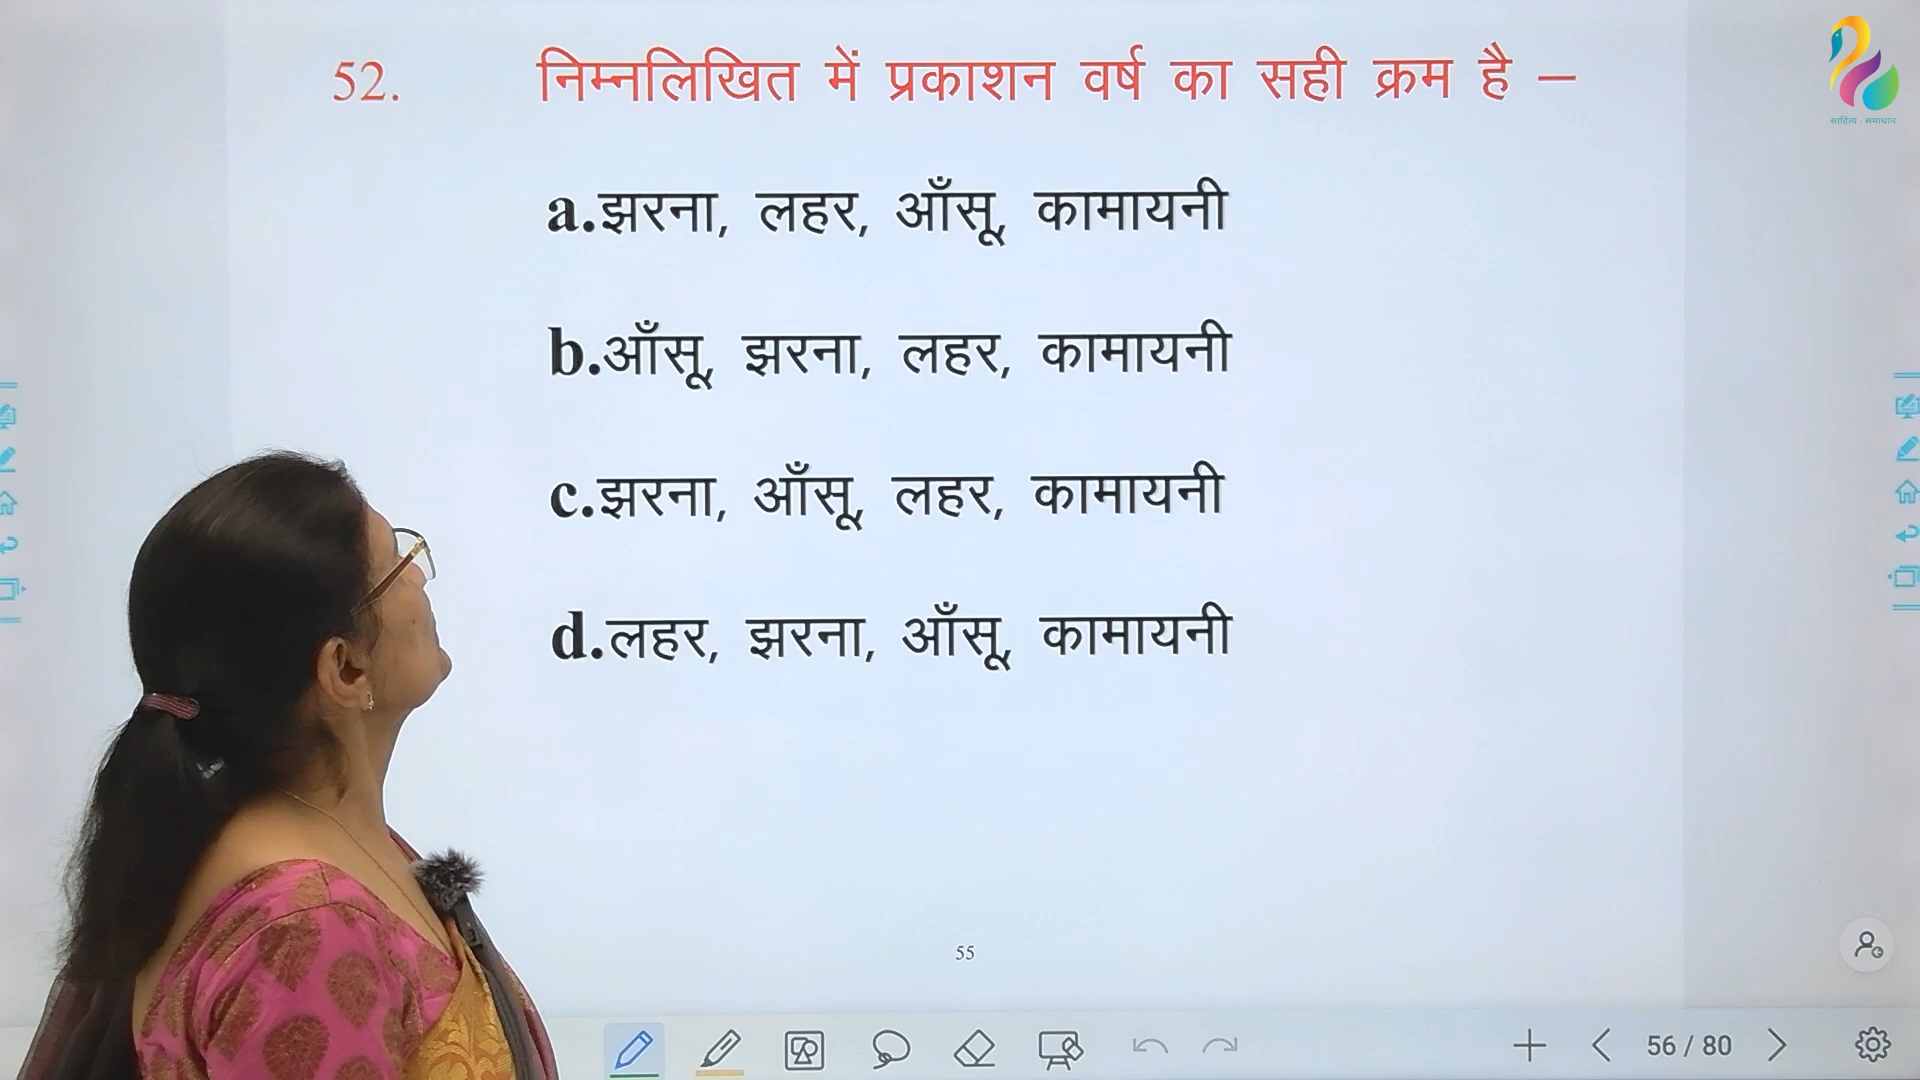 साहित्य - समाधान
52. निम्नलिखित में प्रकाशन वर्ष का सही क्रम है –
a.झरना, लहर, आँसू, कामायनी
b.आँसू, झरना, लहर, कामायनी
c.झरना, आँसू, लहर, कामायनी
d.लहर, झरना, आँसू, कामायनी
55
56 / 80